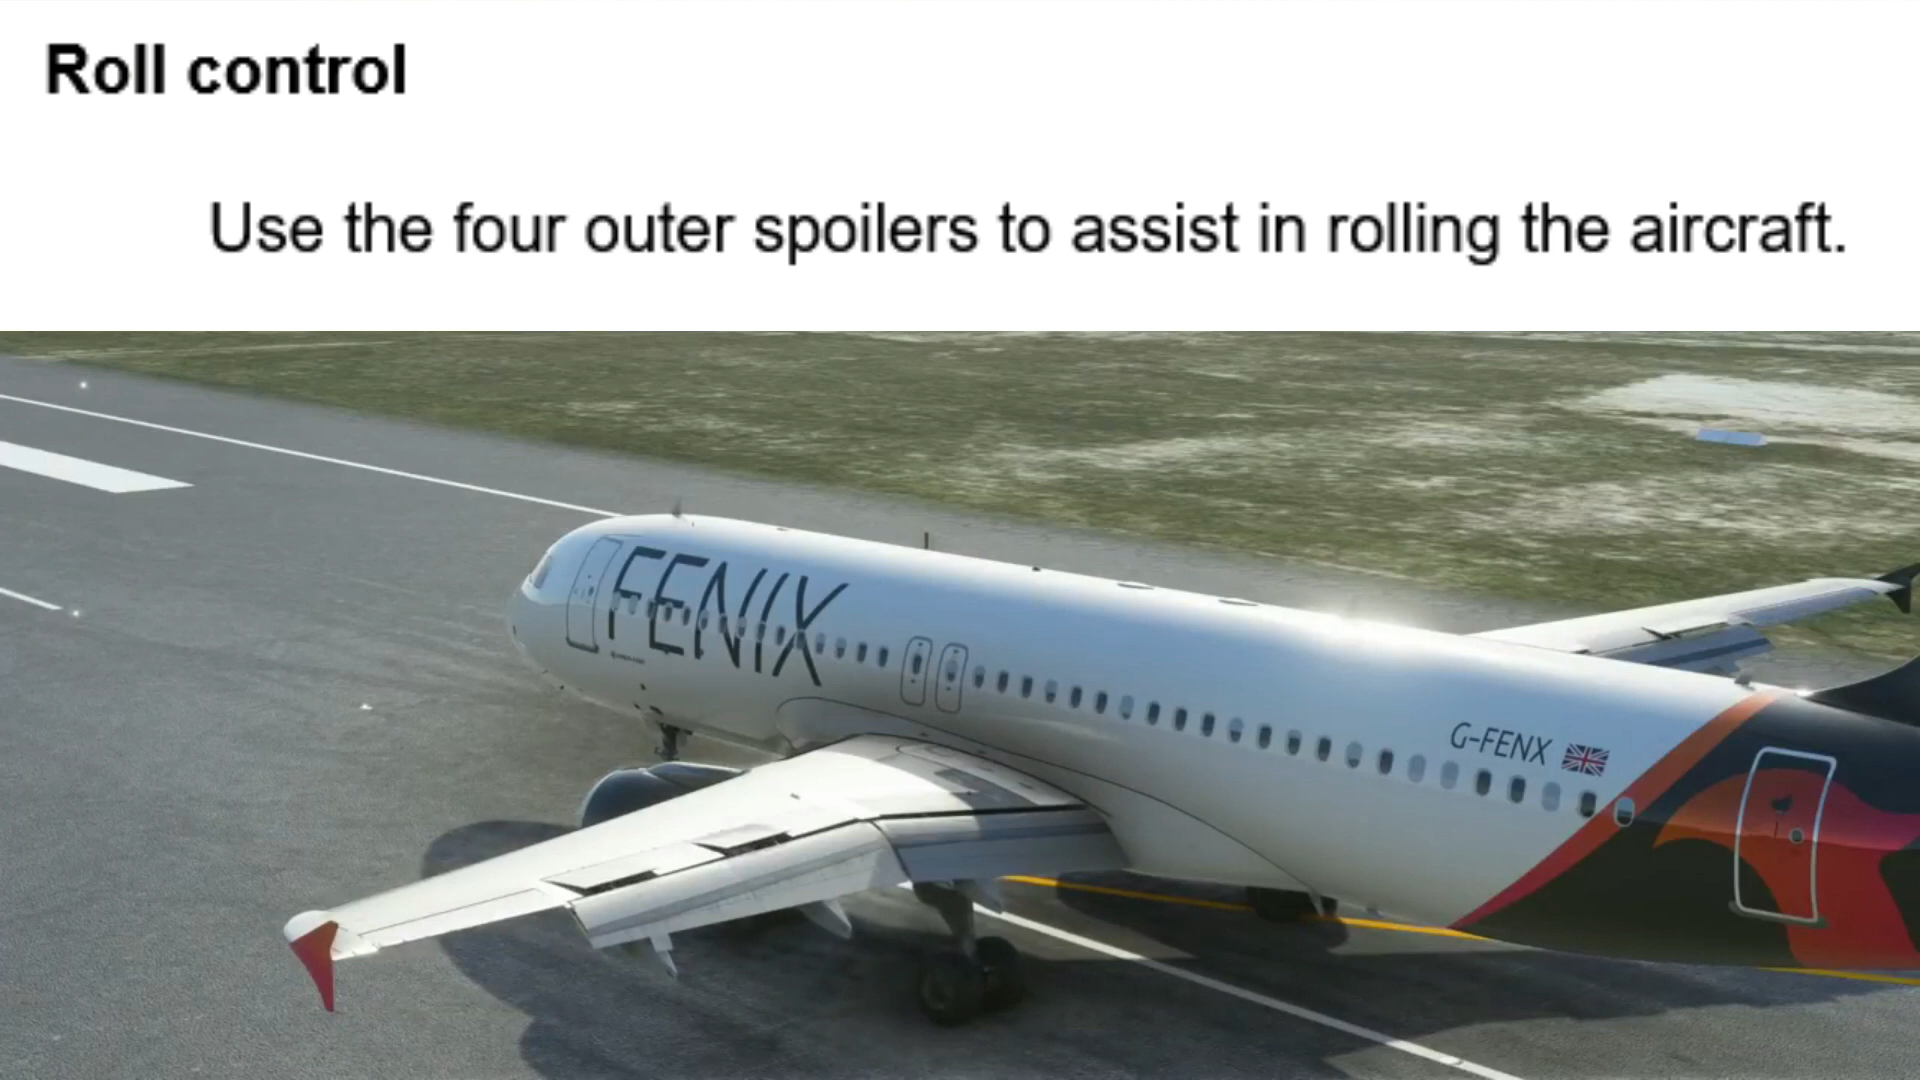 Roll control
Use the four outer spoilers to assist in rolling the aircraft.
FENIX
G-FENX